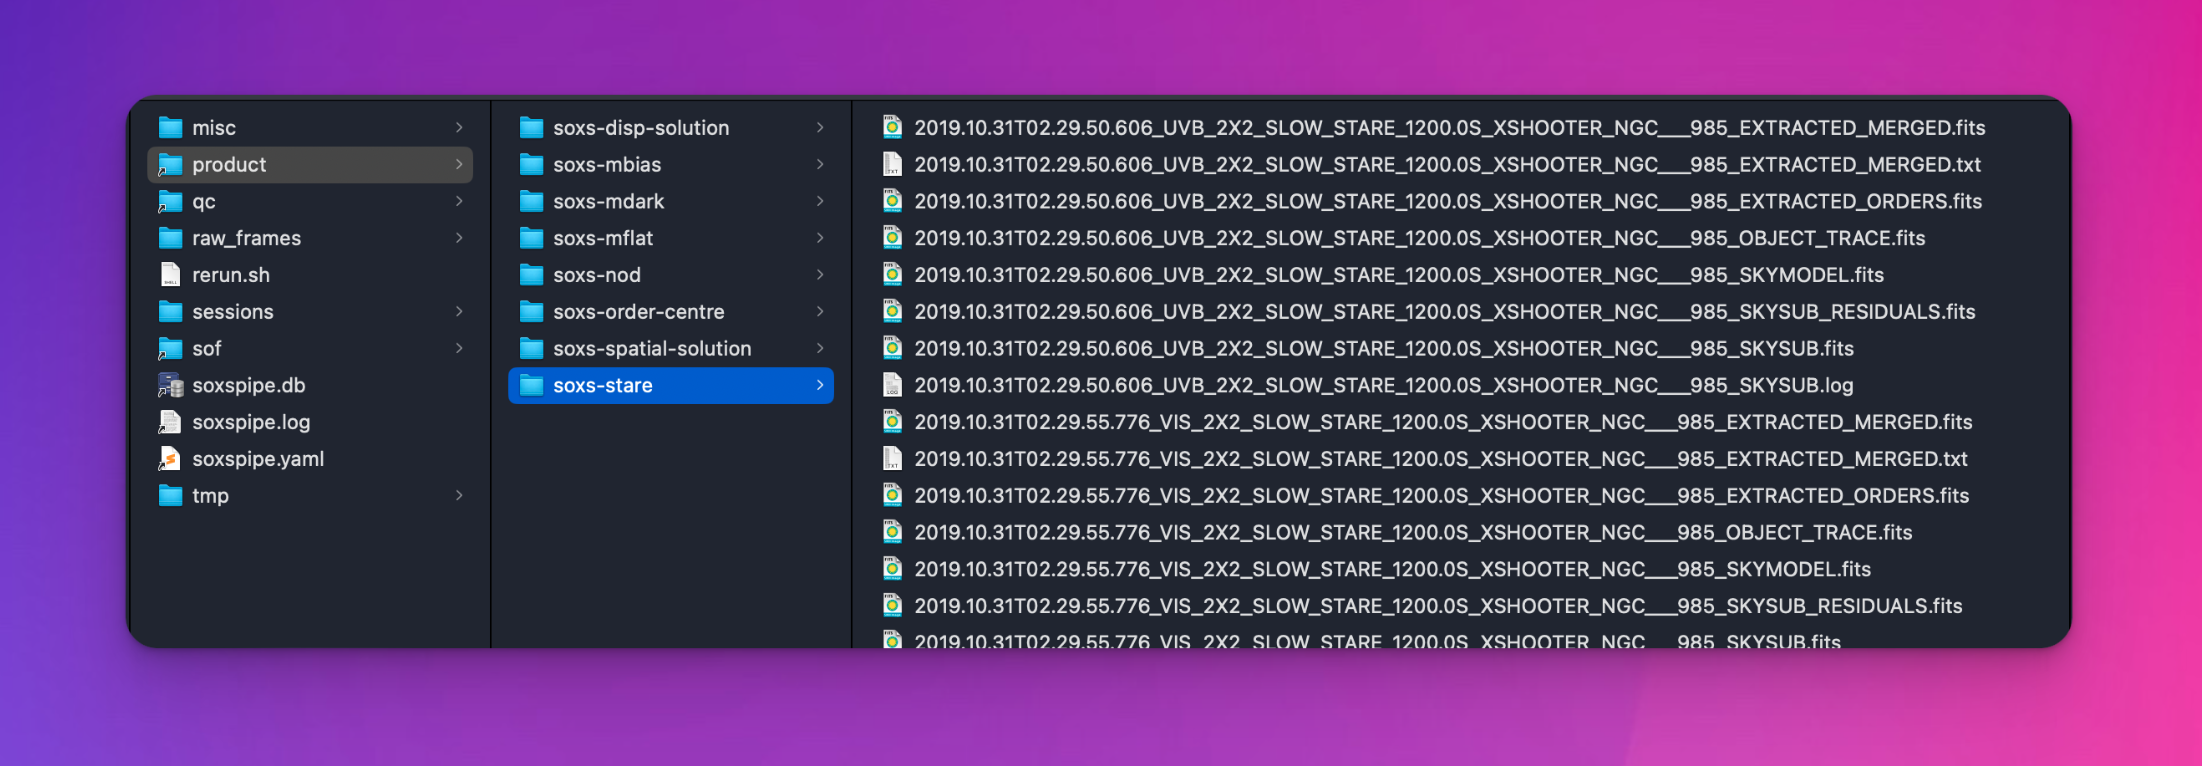 misc
product
qc
raw_frames
rerun.sh
sessions
sof
soxspipe.db
soxspipe.log
soxspipe.yaml
tmp
soxs-disp-solution
soxs-mbias
soxs-mdark
soxs-mflat
soxs-nod
soxs-order-centre
soxs-spatial-solution
soxs-stare
2019.10.31T02.29.50.606_UVB_2X2_SLOW_STARE_1200.0S_XSHOOTER_NGC___985_EXTRACTED_MERGED.fits
2019.10.31T02.29.50.606_UVB_2X2_SLOW_STARE_1200.0S_XSHOOTER_NGC___985_EXTRACTED_MERGED.txt
2019.10.31T02.29.50.606_UVB_2X2_SLOW_STARE_1200.0S_XSHOOTER_NGC___985_EXTRACTED_ORDERS.fits
2019.10.31T02.29.50.606_UVB_2X2_SLOW_STARE_1200.0S_XSHOOTER_NGC___985_OBJECT_TRACE.fits
2019.10.31T02.29.50.606_UVB_2X2_SLOW_STARE_1200.0S_XSHOOTER_NGC___985_SKYMODEL.fits
2019.10.31T02.29.50.606_UVB_2X2_SLOW_STARE_1200.0S_XSHOOTER_NGC___985_SKYSUB_RESIDUALS.fits
2019.10.31T02.29.50.606_UVB_2X2_SLOW_STARE_1200.0S_XSHOOTER_NGC___985_SKYSUB.fits
2019.10.31T02.29.50.606_UVB_2X2_SLOW_STARE_1200.0S_XSHOOTER_NGC___985_SKYSUB.log
2019.10.31T02.29.55.776_VIS_2X2_SLOW_STARE_1200.0S_XSHOOTER_NGC___985_EXTRACTED_MERGED.fits
2019.10.31T02.29.55.776_VIS_2X2_SLOW_STARE_1200.0S_XSHOOTER_NGC___985_EXTRACTED_MERGED.txt
2019.10.31T02.29.55.776_VIS_2X2_SLOW_STARE_1200.0S_XSHOOTER_NGC___985_EXTRACTED_ORDERS.fits
2019.10.31T02.29.55.776_VIS_2X2_SLOW_STARE_1200.0S_XSHOOTER_NGC___985_OBJECT_TRACE.fits
2019.10.31T02.29.55.776_VIS_2X2_SLOW_STARE_1200.0S_XSHOOTER_NGC___985_SKYMODEL.fits
2019.10.31T02.29.55.776_VIS_2X2_SLOW_STARE_1200.0S_XSHOOTER_NGC___985_SKYSUB_RESIDUALS.fits
2019.10.31T02.29.55.776_VIS_2X2_SLOW_STARE_1200.0S_XSHOOTER_NGC___985_SKYSUB.fits